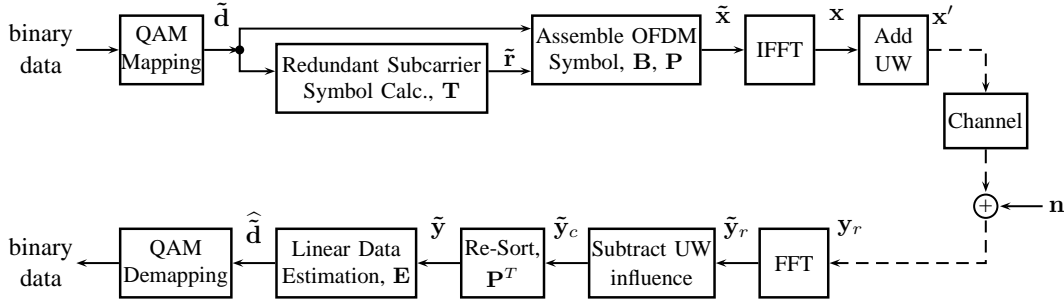 binary
data
QAM
Mapping
d̃
Redundant Subcarrier
Symbol Calc., T
r̃
Assemble OFDM
Symbol, B, P
x̃
IFFT
x
Add
UW
x′
Channel
+
n
y_r
FFT
ỹ_r
Subtract UW
influence
ỹ_c
Re-Sort,
P^T
ỹ
Linear Data
Estimation, E
d̃̂
QAM
Demapping
binary
data